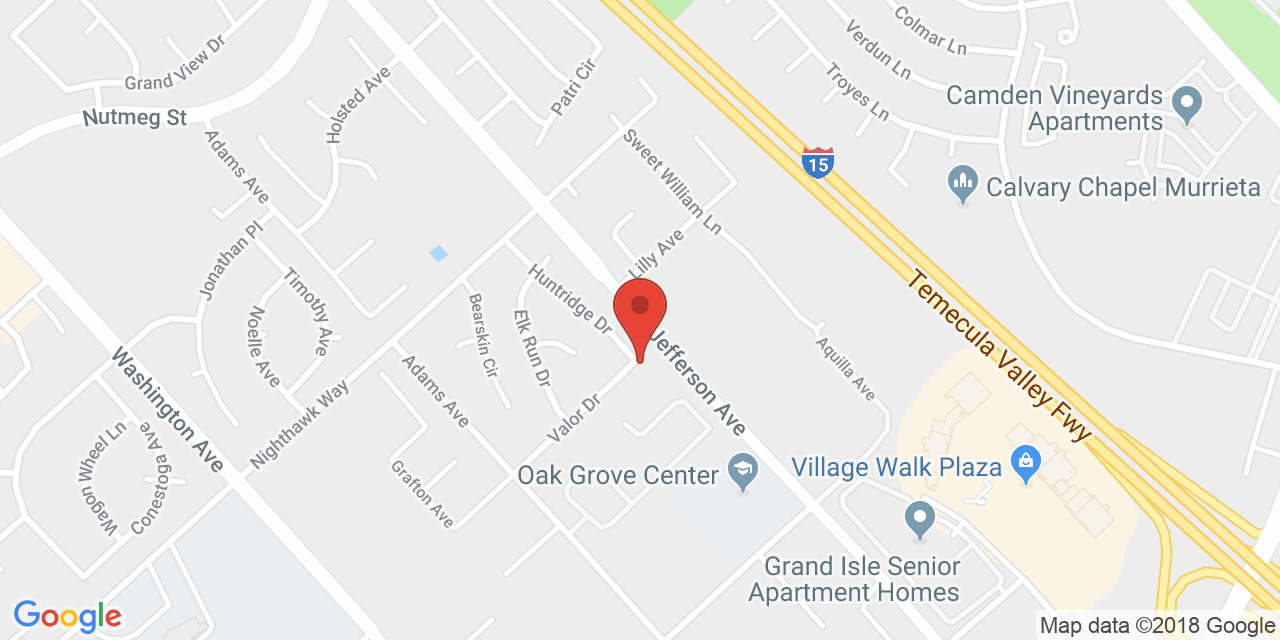 Colmar Ln
Verdun Ln
Grand View Dr
Troyes Ln
Patri Cir
Holsted Ave
Camden Vineyards
Apartments
Nutmeg St
Adams Ave
15
Sweet William Ln
Calvary Chapel Murrieta
Jonathan Pl
Lilly Ave
Timothy Ave
Huntridge Dr
Temecula Valley Fwy
Noelle Ave
Bearskin Cir
Elk Run Dr
Jefferson Ave
Aquilla Ave
Washington Ave
Adams Ave
Nighthawk Way
Valor Dr
Wagon Wheel Ln
Conestoga Ave
Grafton Ave
Oak Grove Center
Village Walk Plaza
Grand Isle Senior
Apartment Homes
Google
Map data ©2018 Google